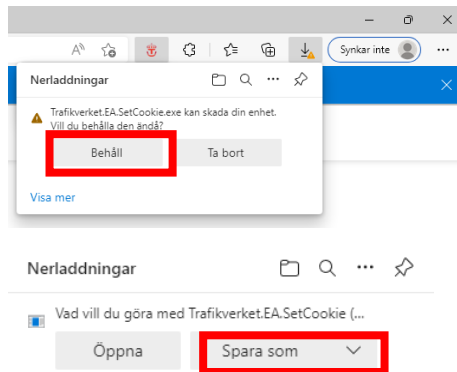 Synkar inte
Nerladdningar
Trafikverket.EA.SetCookie.exe kan skada din enhet.
Vill du behålla den ändå?
Behåll Ta bort
Visa mer
Nerladdningar
Vad vill du göra med Trafikverket.EA.SetCookie (...
Öppna Spara som